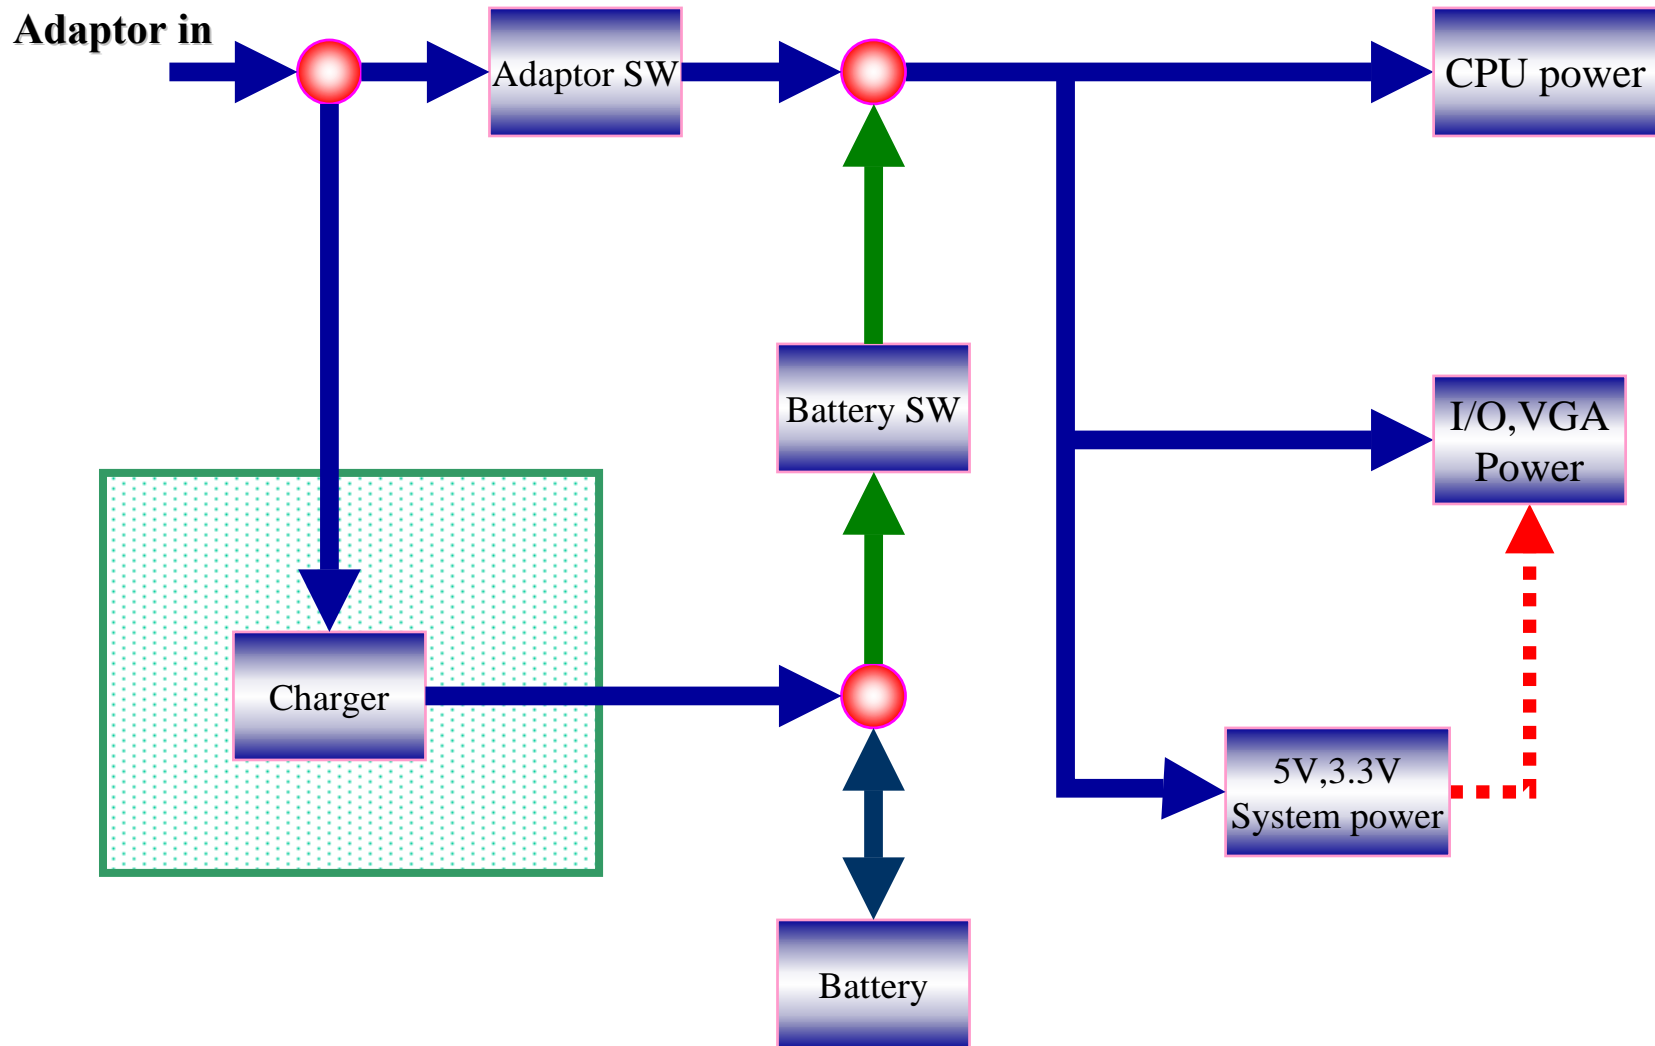 Adaptor in
Adaptor SW
CPU power
Battery SW
I/O,VGA
Power
Charger
5V,3.3V
System power
Battery